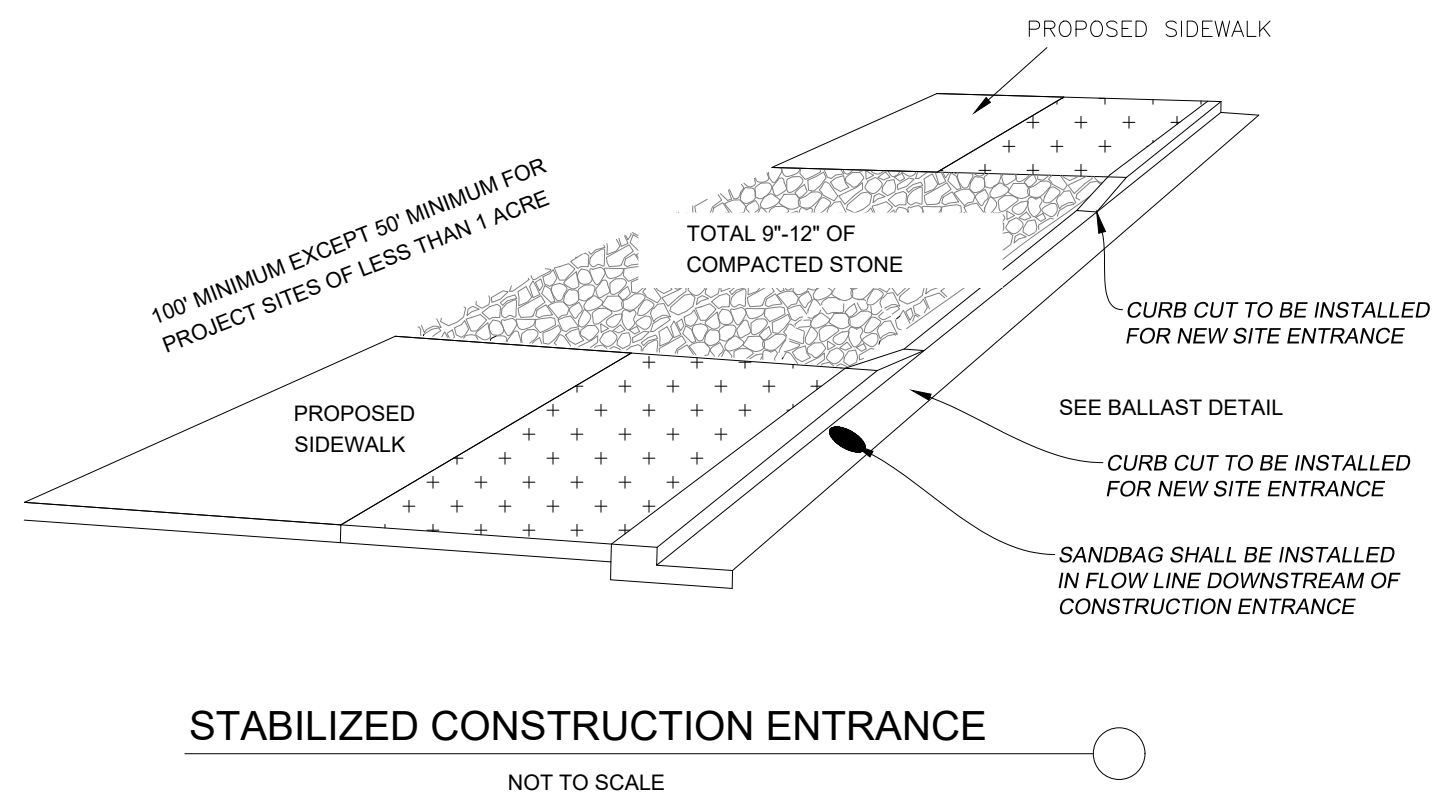 PROPOSED SIDEWALK
100' MINIMUM EXCEPT 50' MINIMUM FOR
PROJECT SITES OF LESS THAN 1 ACRE
TOTAL 9"-12" OF
COMPACTED STONE
CURB CUT TO BE INSTALLED
FOR NEW SITE ENTRANCE
PROPOSED
SIDEWALK
SEE BALLAST DETAIL
CURB CUT TO BE INSTALLED
FOR NEW SITE ENTRANCE
SANDBAG SHALL BE INSTALLED
IN FLOW LINE DOWNSTREAM OF
CONSTRUCTION ENTRANCE
STABILIZED CONSTRUCTION ENTRANCE
NOT TO SCALE